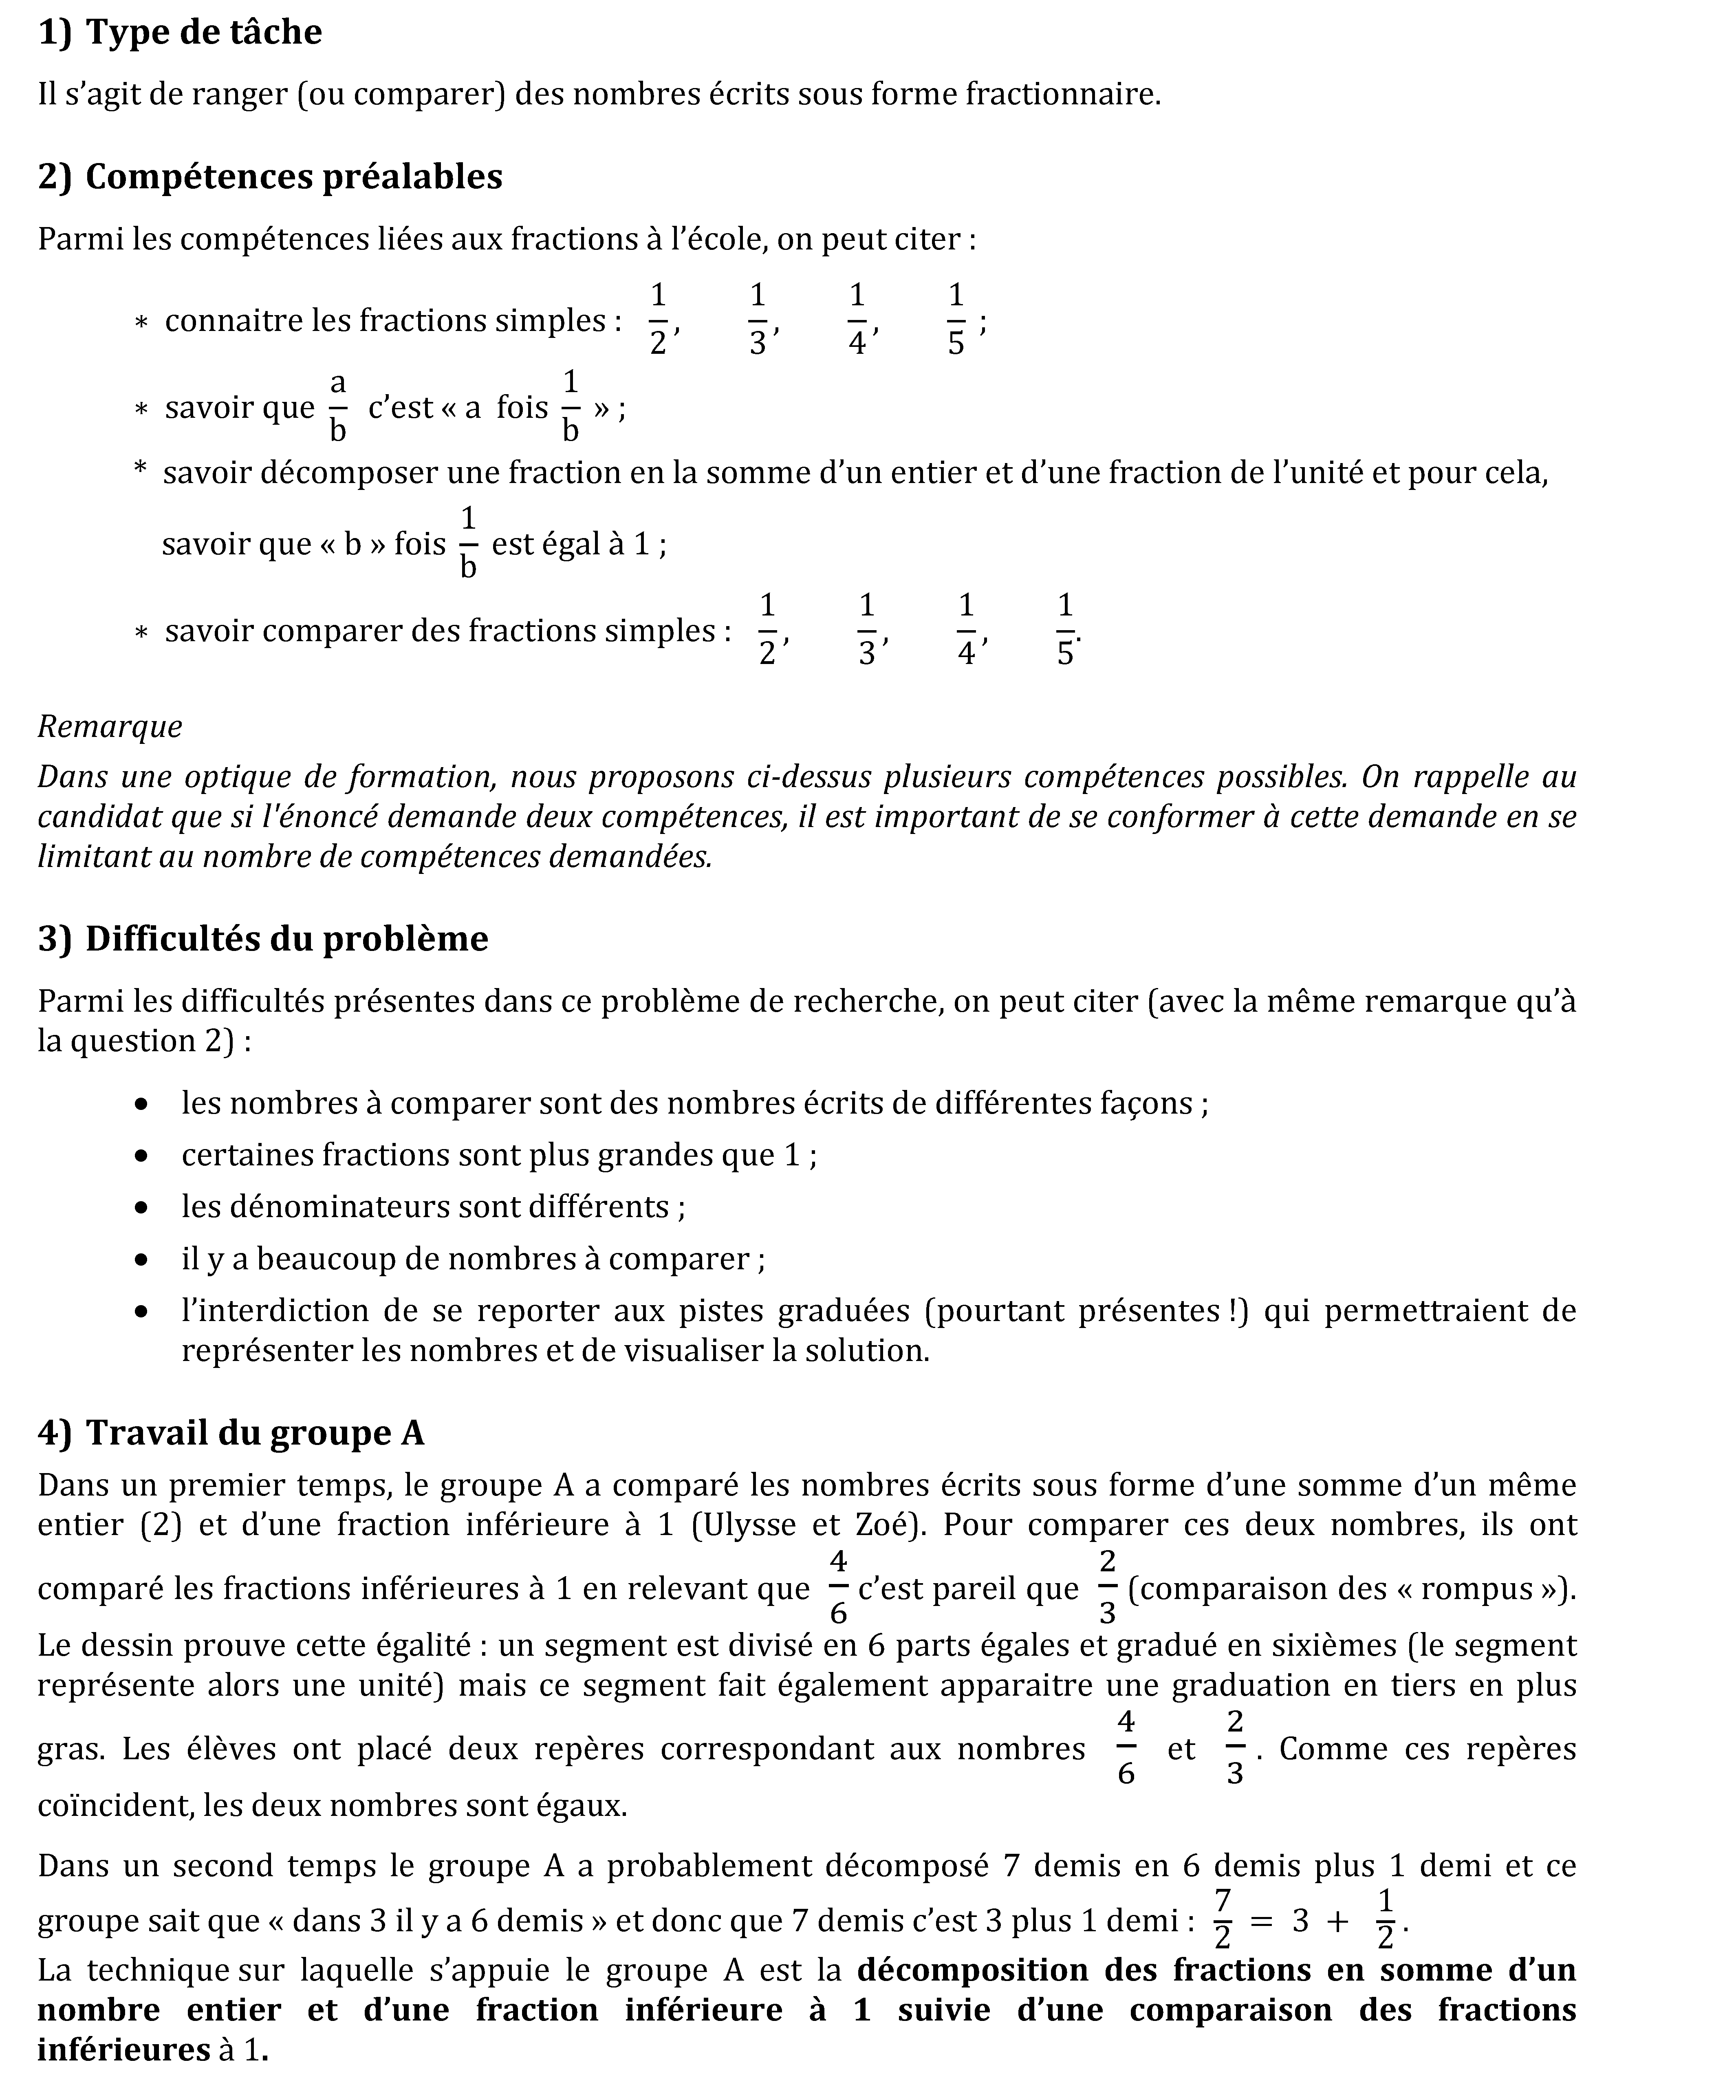 1) Type de tâche
Il s’agit de ranger (ou comparer) des nombres écrits sous forme fractionnaire.
2) Compétences préalables
Parmi les compétences liées aux fractions à l’école, on peut citer :
∗ connaitre les fractions simples : 1/2, 1/3, 1/4, 1/5 ;
∗ savoir que a/b c’est « a fois 1/b » ;
* savoir décomposer une fraction en la somme d’un entier et d’une fraction de l’unité et pour cela,
savoir que « b » fois 1/b est égal à 1 ;
∗ savoir comparer des fractions simples : 1/2, 1/3, 1/4, 1/5.
Remarque
Dans une optique de formation, nous proposons ci-dessus plusieurs compétences possibles. On rappelle au
candidat que si l'énoncé demande deux compétences, il est important de se conformer à cette demande en se
limitant au nombre de compétences demandées.
3) Difficultés du problème
Parmi les difficultés présentes dans ce problème de recherche, on peut citer (avec la même remarque qu’à
la question 2) :
• les nombres à comparer sont des nombres écrits de différentes façons ;
• certaines fractions sont plus grandes que 1 ;
• les dénominateurs sont différents ;
• il y a beaucoup de nombres à comparer ;
• l’interdiction de se reporter aux pistes graduées (pourtant présentes !) qui permettraient de
représenter les nombres et de visualiser la solution.
4) Travail du groupe A
Dans un premier temps, le groupe A a comparé les nombres écrits sous forme d’une somme d’un même
entier (2) et d’une fraction inférieure à 1 (Ulysse et Zoé). Pour comparer ces deux nombres, ils ont
comparé les fractions inférieures à 1 en relevant que 4/6 c’est pareil que 2/3 (comparaison des « rompus »).
Le dessin prouve cette égalité : un segment est divisé en 6 parts égales et gradué en sixièmes (le segment
représente alors une unité) mais ce segment fait également apparaitre une graduation en tiers en plus
gras. Les élèves ont placé deux repères correspondant aux nombres 4/6 et 2/3 . Comme ces repères
coïncident, les deux nombres sont égaux.
Dans un second temps le groupe A a probablement décomposé 7 demis en 6 demis plus 1 demi et ce
groupe sait que « dans 3 il y a 6 demis » et donc que 7 demis c’est 3 plus 1 demi : 7/2 = 3 + 1/2.
La technique sur laquelle s’appuie le groupe A est la décomposition des fractions en somme d’un
nombre entier et d’une fraction inférieure à 1 suivie d’une comparaison des fractions
inférieures à 1.